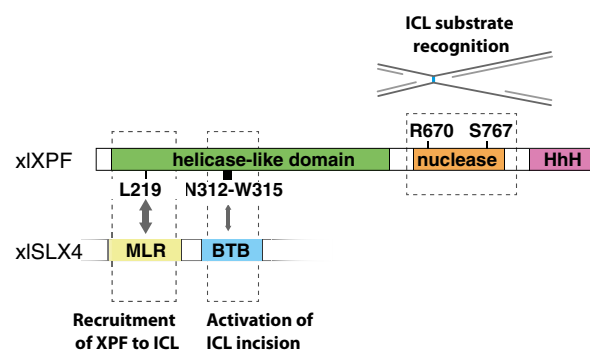 ICL substrate
recognition
R670 S767
xlXPF helicase-like domain nuclease HhH
L219 N312-W315
xlSLX4 MLR BTB
Recruitment Activation of
of XPF to ICL ICL incision